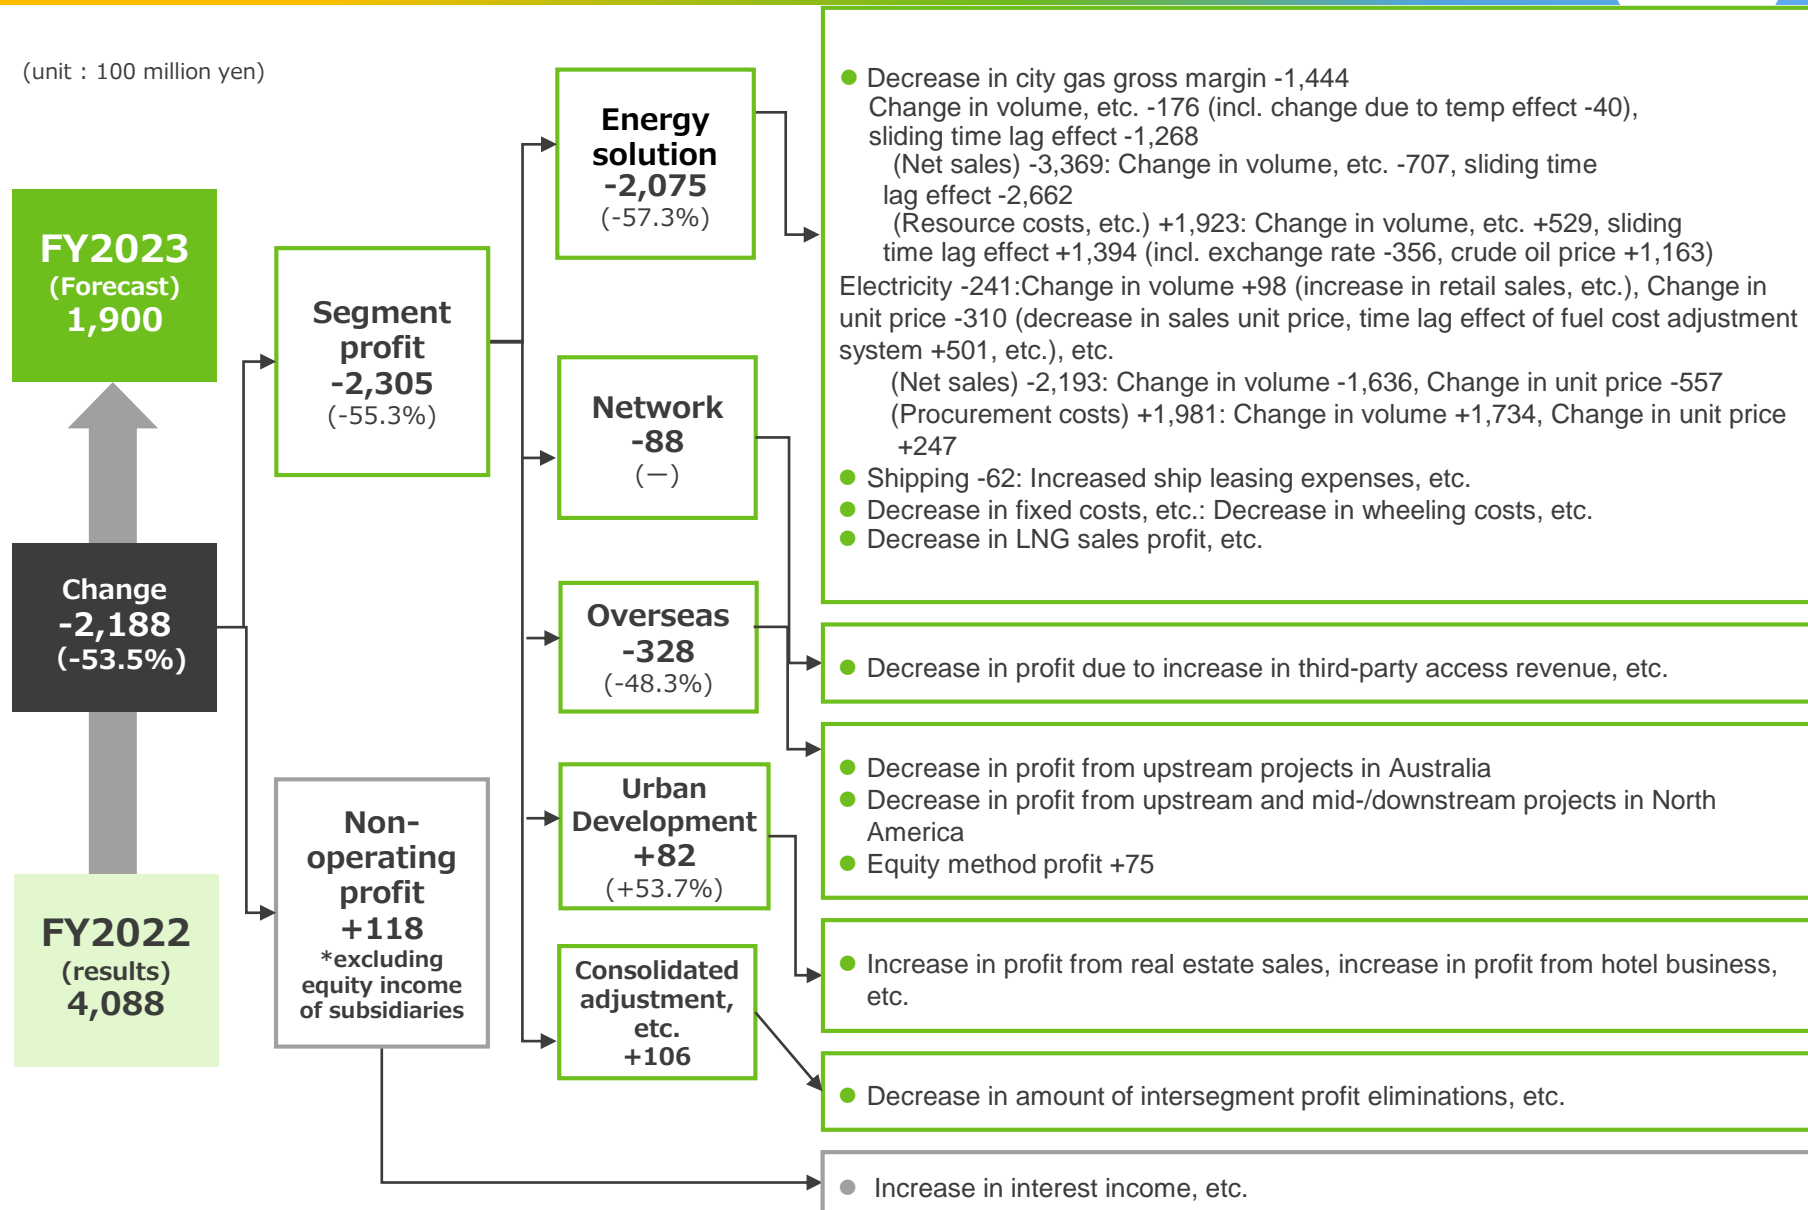 (unit : 100 million yen)
FY2023
(Forecast)
1,900
Change
-2,188
(-53.5%)
FY2022
(results)
4,088
Segment
profit
-2,305
(-55.3%)
Non-
operating
profit
+118
*excluding
equity income
of subsidiaries
Energy
solution
-2,075
(-57.3%)
Network
-88
(—)
Overseas
-328
(-48.3%)
Urban
Development
+82
(+53.7%)
Consolidated
adjustment,
etc.
+106
● Decrease in city gas gross margin -1,444
Change in volume, etc. -176 (incl. change due to temp effect -40),
sliding time lag effect -1,268
(Net sales) -3,369: Change in volume, etc. -707, sliding time
lag effect -2,662
(Resource costs, etc.) +1,923: Change in volume, etc. +529, sliding
time lag effect +1,394 (incl. exchange rate -356, crude oil price +1,163)
Electricity -241:Change in volume +98 (increase in retail sales, etc.), Change in
unit price -310 (decrease in sales unit price, time lag effect of fuel cost adjustment
system +501, etc.), etc.
(Net sales) -2,193: Change in volume -1,636, Change in unit price -557
(Procurement costs) +1,981: Change in volume +1,734, Change in unit price
+247
● Shipping -62: Increased ship leasing expenses, etc.
● Decrease in fixed costs, etc.: Decrease in wheeling costs, etc.
● Decrease in LNG sales profit, etc.
● Decrease in profit due to increase in third-party access revenue, etc.
● Decrease in profit from upstream projects in Australia
● Decrease in profit from upstream and mid-/downstream projects in North
America
● Equity method profit +75
● Increase in profit from real estate sales, increase in profit from hotel business,
etc.
● Decrease in amount of intersegment profit eliminations, etc.
● Increase in interest income, etc.